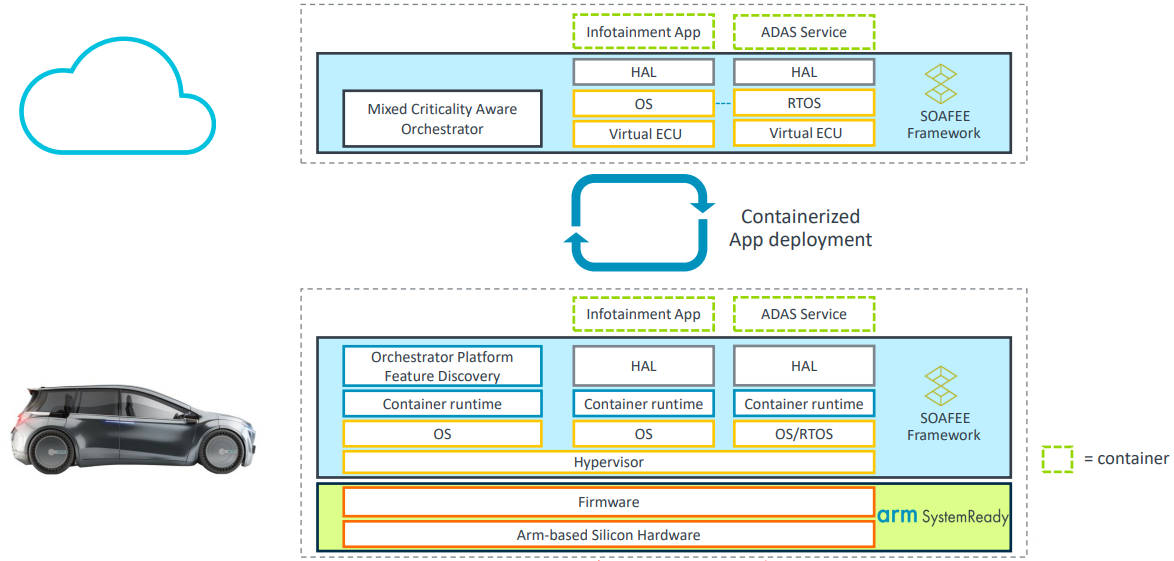 Infotainment App
ADAS Service
HAL
HAL
Mixed Criticality Aware
Orchestrator
OS
RTOS
Virtual ECU
Virtual ECU
SOAFEE
Framework
Containerized
App deployment
Infotainment App
ADAS Service
Orchestrator Platform
Feature Discovery
HAL
HAL
Container runtime
Container runtime
Container runtime
OS
OS
OS/RTOS
SOAFEE
Framework
Hypervisor
= container
Firmware
arm SystemReady
Arm-based Silicon Hardware